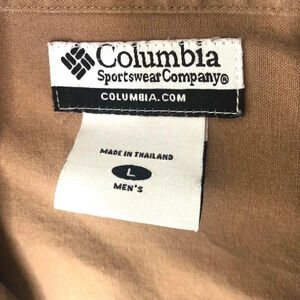 Columbia
Sportswear Company®
COLUMBIA.COM
MADE IN THAILAND
L
MEN'S